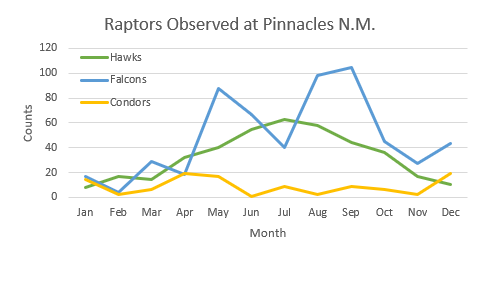 Raptors Observed at Pinnacles N.M.
120
100
80
60
40
20
0
Counts
Hawks
Falcons
Condors
Jan Feb Mar Apr May Jun Jul Aug Sep Oct Nov Dec
Month